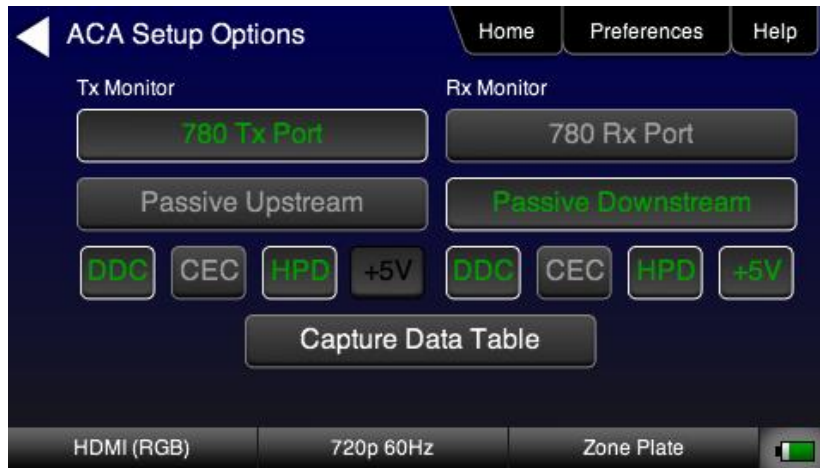 ACA Setup Options Home Preferences Help
Tx Monitor Rx Monitor
780 Tx Port 780 Rx Port
Passive Upstream Passive Downstream
DDC CEC HPD +5V DDC CEC HPD +5V
Capture Data Table
HDMI (RGB) 720p 60Hz Zone Plate